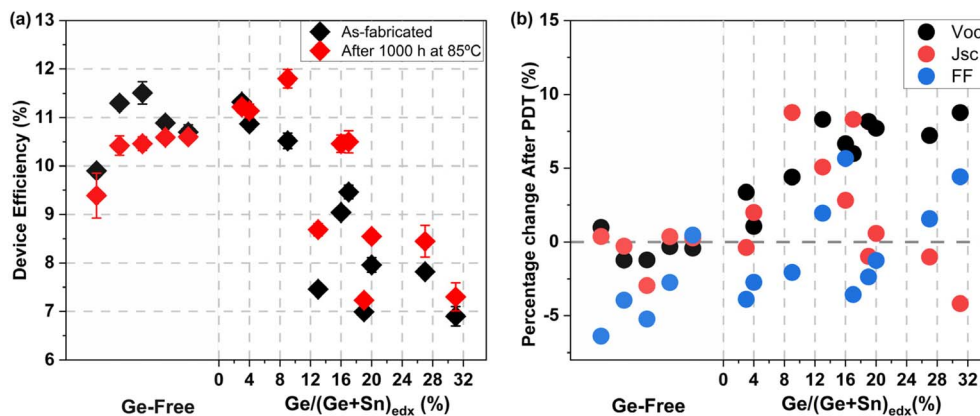 (a)
As-fabricated
After 1000 h at 85ºC
Device Efficiency (%)
13
12
11
10
9
8
7
6
0 4 8 12 16 20 24 28 32
Ge-Free
Ge/(Ge+Sn)edx (%)
(b)
Voc
Jsc
FF
Percentage change After PDT (%)
15
10
5
0
-5
0 4 8 12 16 20 24 28 32
Ge-Free
Ge/(Ge+Sn)edx(%)